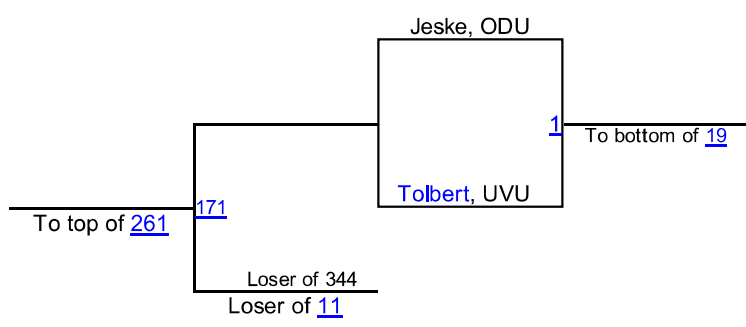 Jeske, ODU
1
To bottom of 19
Tolbert, UVU
171
To top of 261
Loser of 344
Loser of 11